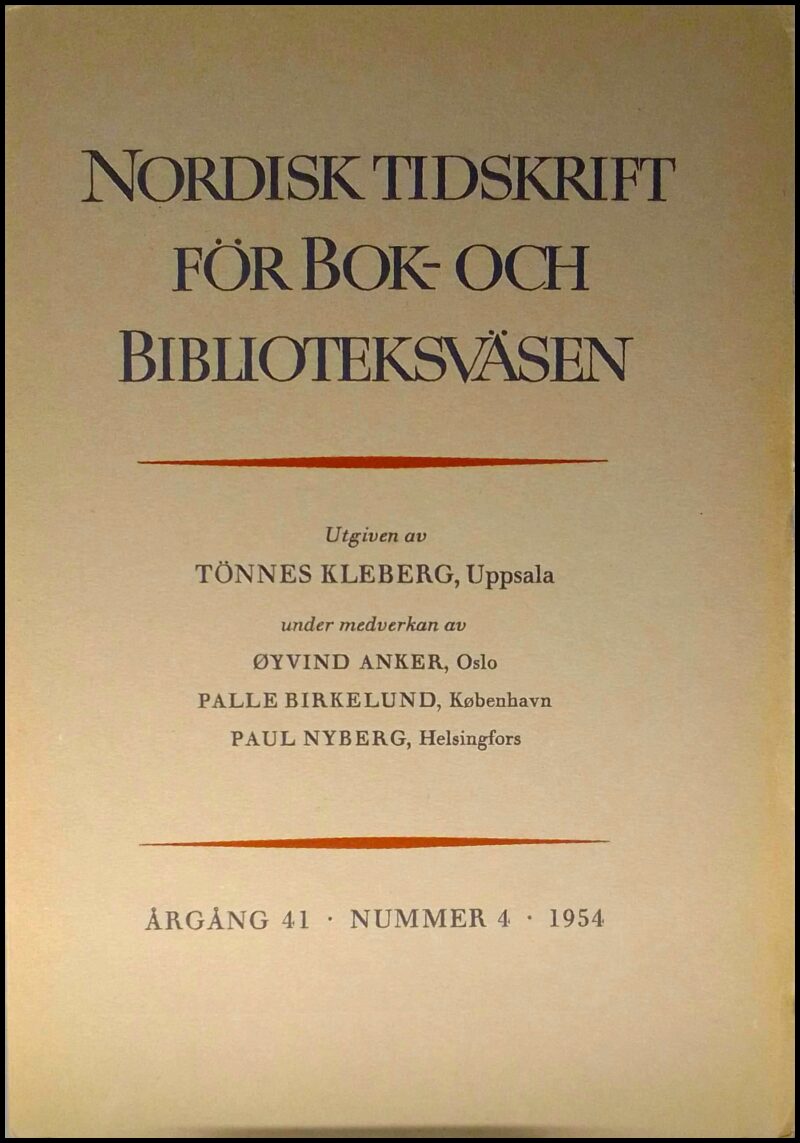 NORDISK TIDSKRIFT
FÖR BOK- OCH
BIBLIOTEKSVÄSEN
Utgiven av
TÖNNES KLEBERG, Uppsala
under medverkan av
ØYVIND ANKER, Oslo
PALLE BIRKELUND, København
PAUL NYBERG, Helsingfors
ÅRGÅNG 41 · NUMMER 4 · 1954